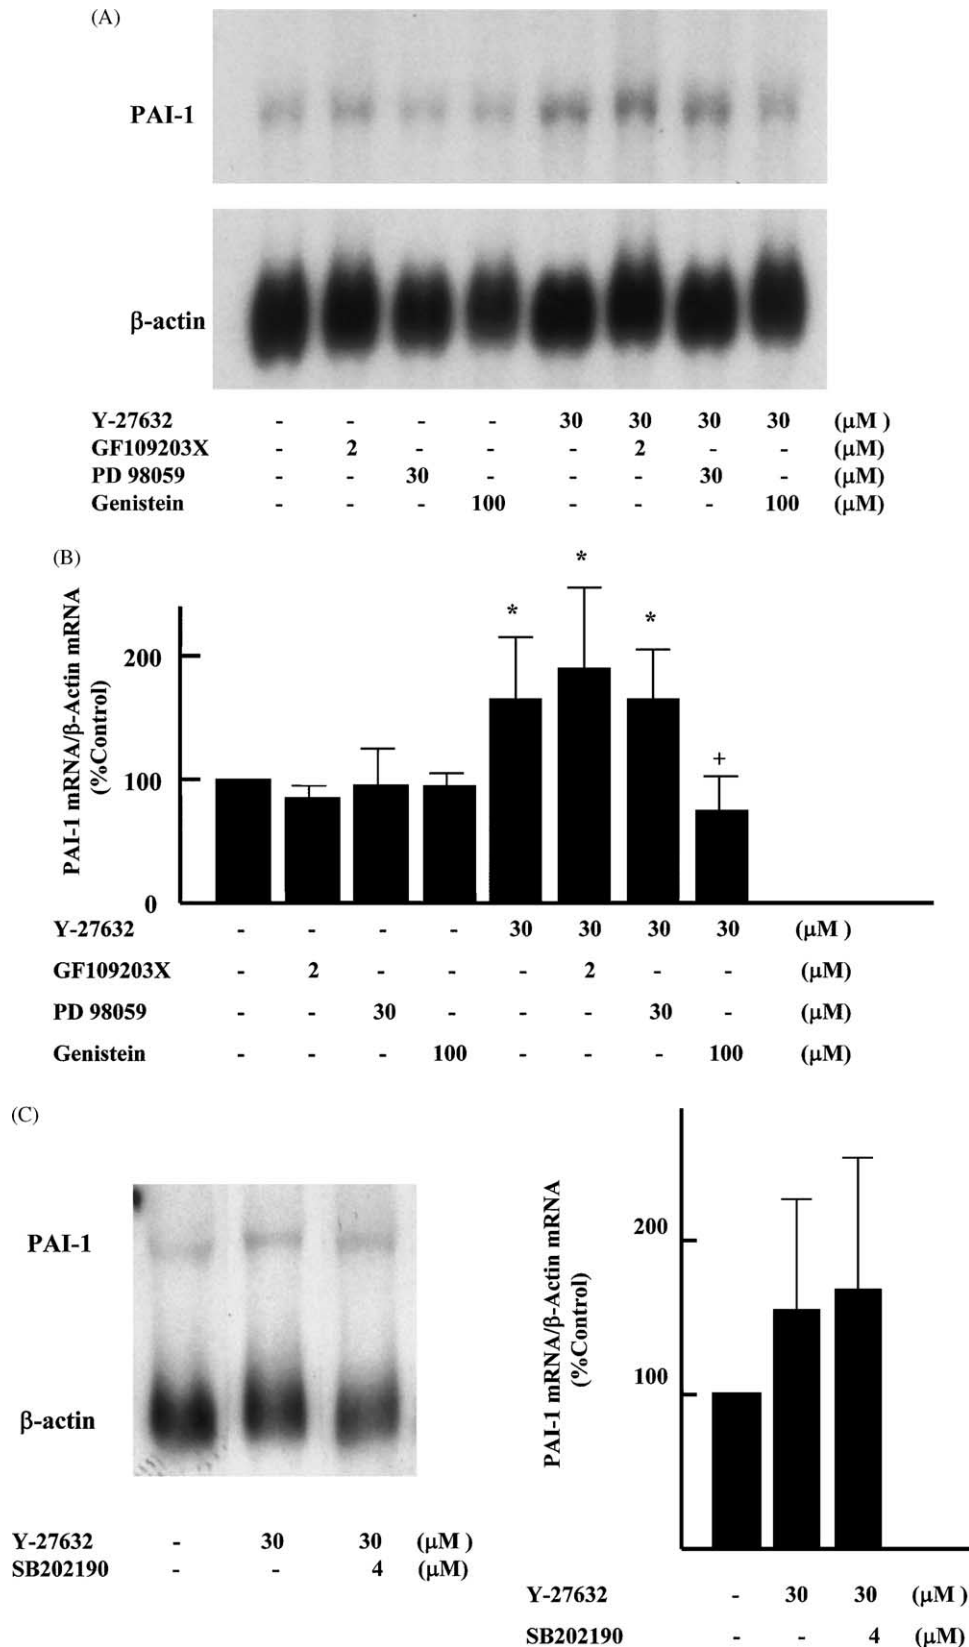 (A)
PAI-1
β-actin
Y-27632 - - - - 30 30 30 30 (μM )
GF109203X - 2 - - - 2 - - (μM)
PD 98059 - - 30 - - - 30 - (μM)
Genistein - - - 100 - - - 100 (μM)
(B)
PAI-1 mRNA/β-Actin mRNA
(%Control)
200
100
0
* * * +
Y-27632 - - - - 30 30 30 30 (μM )
GF109203X - 2 - - - 2 - - (μM)
PD 98059 - - 30 - - - 30 - (μM)
Genistein - - - 100 - - - 100 (μM)
(C)
PAI-1
β-actin
Y-27632 - 30 30 (μM )
SB202190 - - 4 (μM)
PAI-1 mRNA/β-Actin mRNA
(%Control)
200
100
Y-27632 - 30 30 (μM )
SB202190 - - 4 (μM)